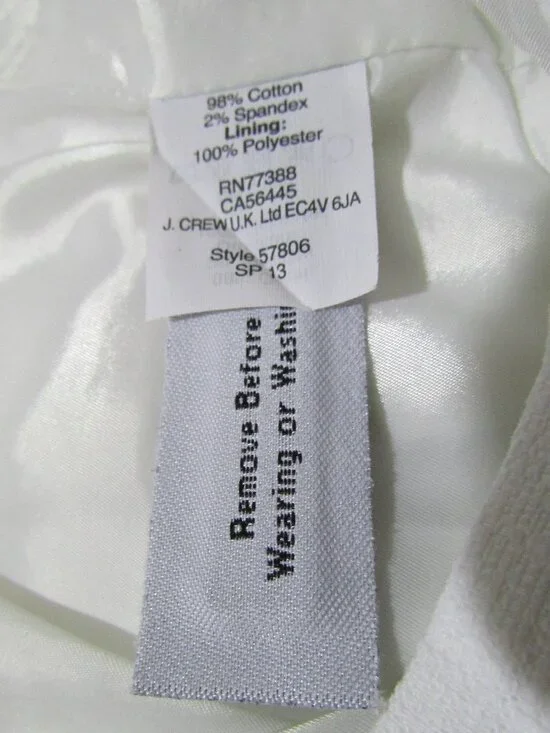 98% Cotton
2% Spandex
Lining:
100% Polyester
RN77388
CA56445
J. CREW U.K. Ltd EC4V 6JA
Style 57806
SP 13
Remove Before
Wearing or Washin